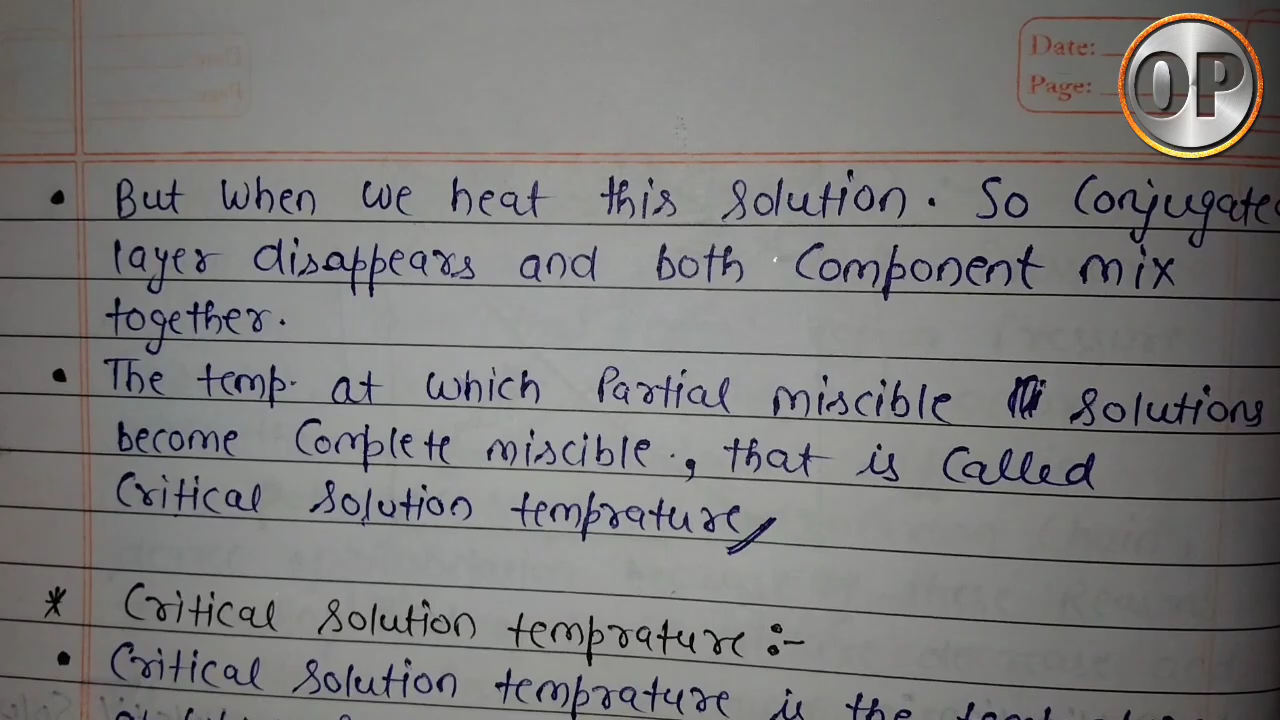 Date:
Page:
OP
• But when we heat this solution. So Conjugated
layer disappears and both Component mix
together.
• The temp. at which Partial miscible solutions
become Complete miscible., that is Called
Critical solution temprature
* Critical solution temprature :-
• Critical solution temprature is the